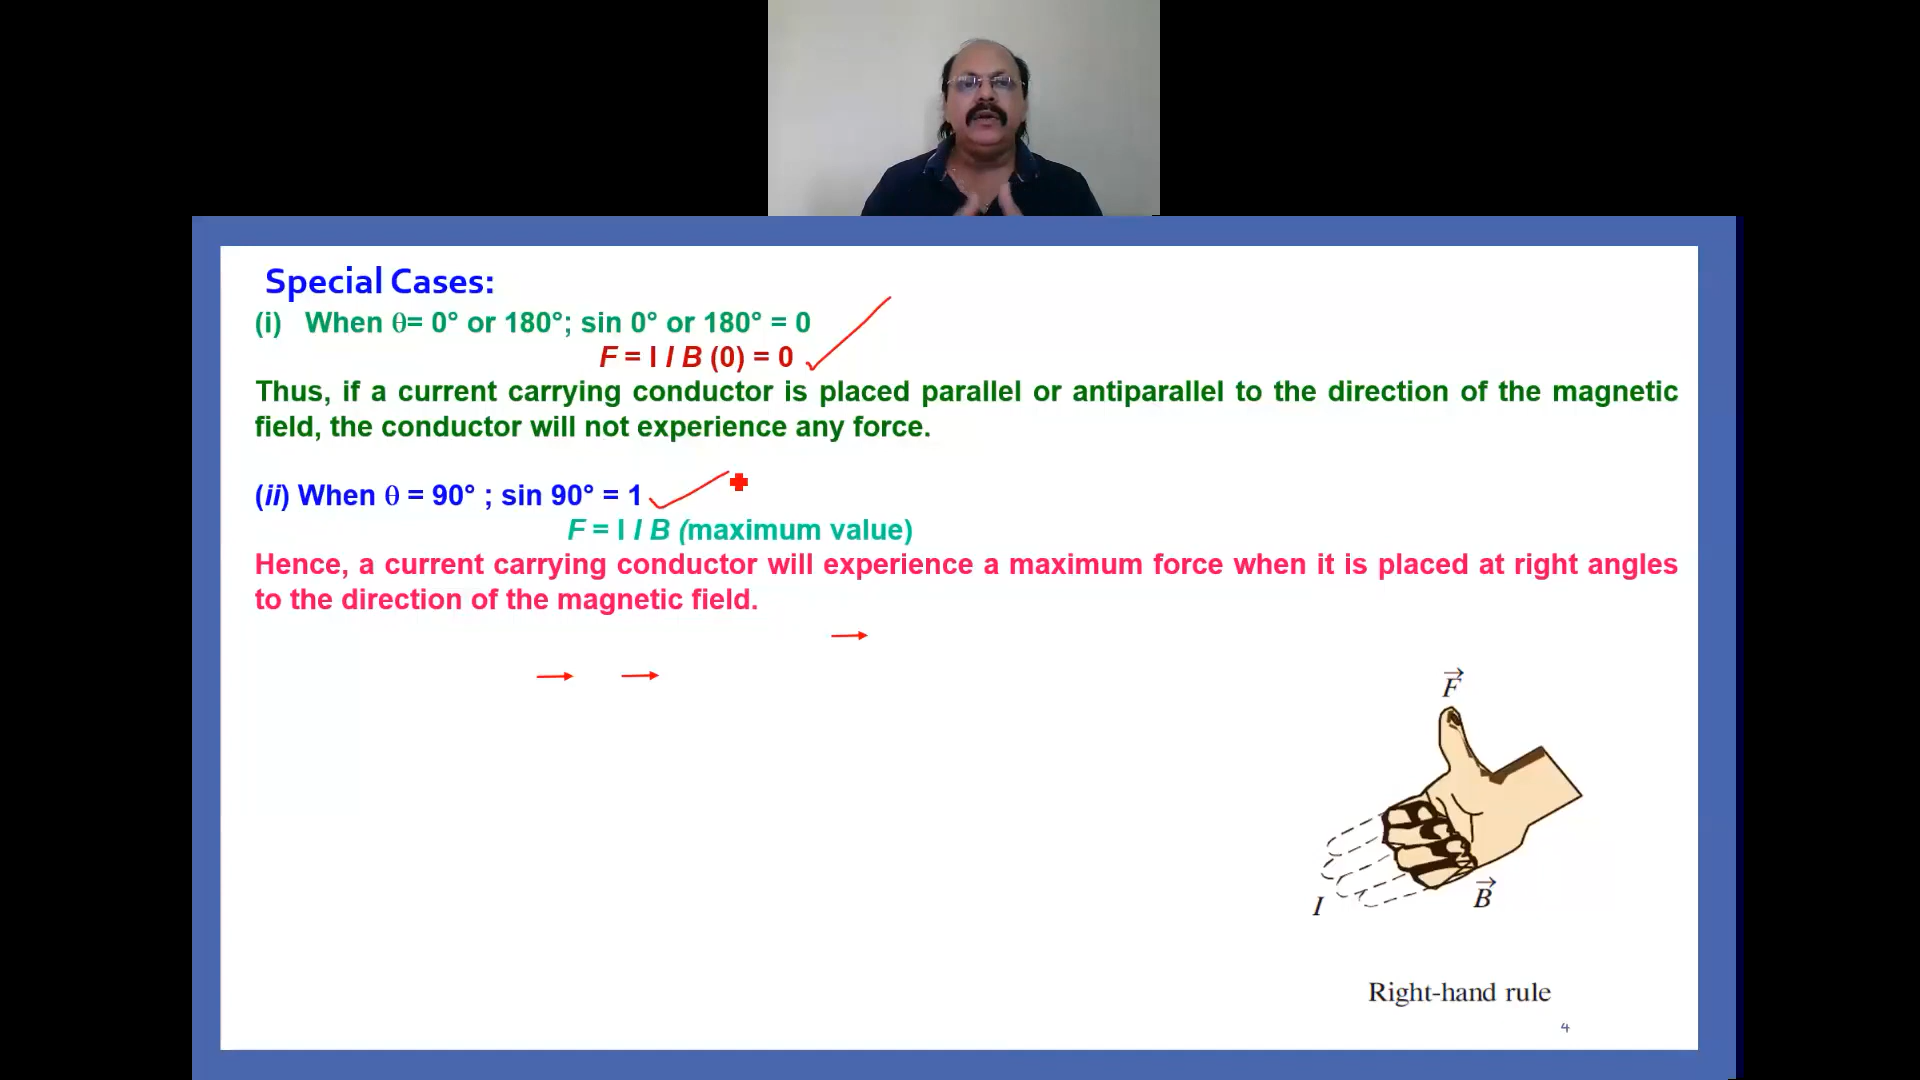 Special Cases:
(i) When θ= 0° or 180°; sin 0° or 180° = 0
F = I l B (0) = 0
Thus, if a current carrying conductor is placed parallel or antiparallel to the direction of the magnetic
field, the conductor will not experience any force.
(ii) When θ = 90° ; sin 90° = 1
F = I l B (maximum value)
Hence, a current carrying conductor will experience a maximum force when it is placed at right angles
to the direction of the magnetic field.
F⃗
I
B⃗
Right-hand rule
4